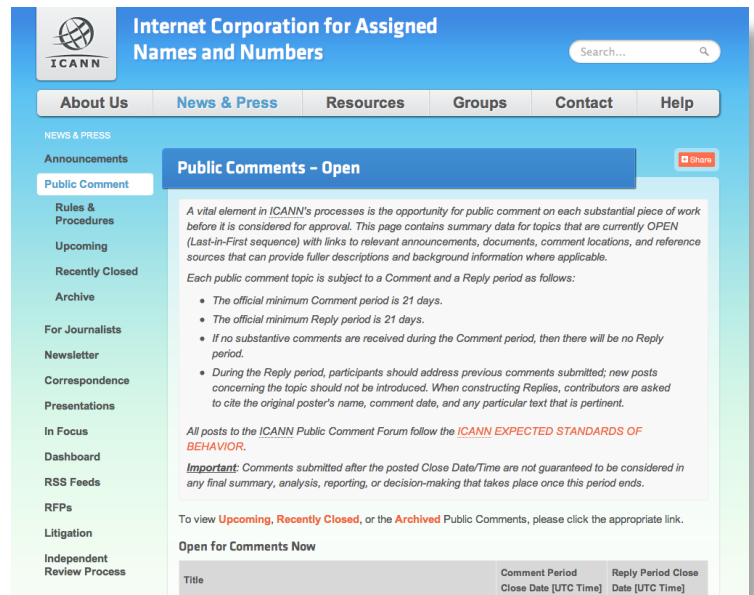 Internet Corporation for Assigned
Names and Numbers
ICANN
Search...
About Us News & Press Resources Groups Contact Help
NEWS & PRESS
Announcements
Public Comment
Rules &
Procedures
Upcoming
Recently Closed
Archive
For Journalists
Newsletter
Correspondence
Presentations
In Focus
Dashboard
RSS Feeds
RFPs
Litigation
Independent
Review Process
Public Comments – Open
Share
A vital element in ICANN's processes is the opportunity for public comment on each substantial piece of work
before it is considered for approval. This page contains summary data for topics that are currently OPEN
(Last-in-First sequence) with links to relevant announcements, documents, comment locations, and reference
sources that can provide fuller descriptions and background information where applicable.
Each public comment topic is subject to a Comment and a Reply period as follows:
• The official minimum Comment period is 21 days.
• The official minimum Reply period is 21 days.
• If no substantive comments are received during the Comment period, then there will be no Reply
period.
• During the Reply period, participants should address previous comments submitted; new posts
concerning the topic should not be introduced. When constructing Replies, contributors are asked
to cite the original poster's name, comment date, and any particular text that is pertinent.
All posts to the ICANN Public Comment Forum follow the ICANN EXPECTED STANDARDS OF
BEHAVIOR.
Important: Comments submitted after the posted Close Date/Time are not guaranteed to be considered in
any final summary, analysis, reporting, or decision-making that takes place once this period ends.
To view Upcoming, Recently Closed, or the Archived Public Comments, please click the appropriate link.
Open for Comments Now
Title
Comment Period
Close Date [UTC Time]
Reply Period Close
Date [UTC Time]